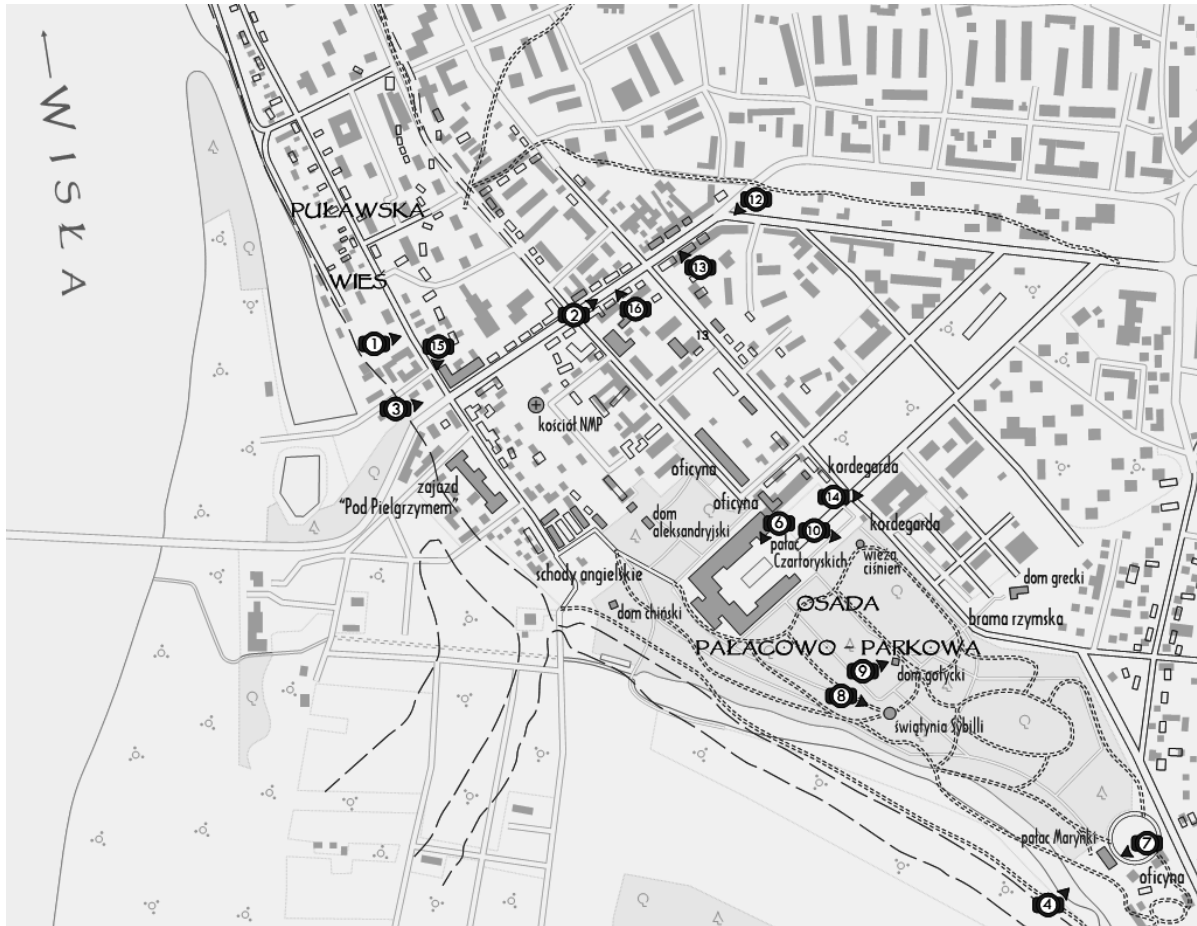 WISŁA
12
PUŁAWSKA
13
WIEŚ
16
2
13
1
15
3
kościół NMP
oficyna
kordegarda
zajazd
"Pod Pielgrzymem"
oficyna
14
dom
aleksandryjski
6
10
kordegarda
pałac
Czartoryskich
wieża
ciśnień
schody angielskie
dom grecki
dom chiński
OSADA
brama rzymska
PAŁACOWO - PARKOWA
9
dom gotycki
8
świątynia Sybilli
pałac Marynki
7
oficyna
4